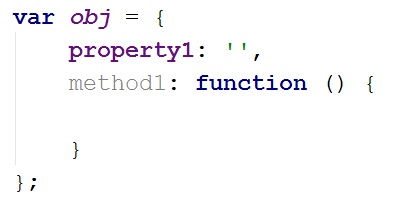 var obj = {
    property1: '',
    method1: function () {

    }
};